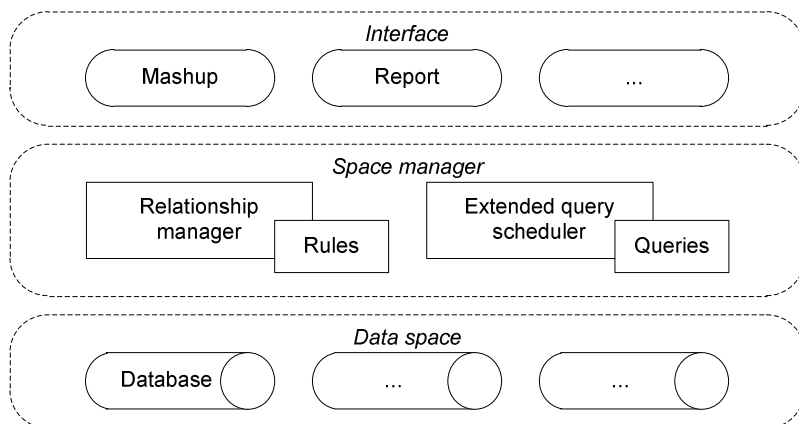 Interface
Mashup
Report
...
Space manager
Relationship
manager
Rules
Extended query
scheduler
Queries
Data space
Database
...
...